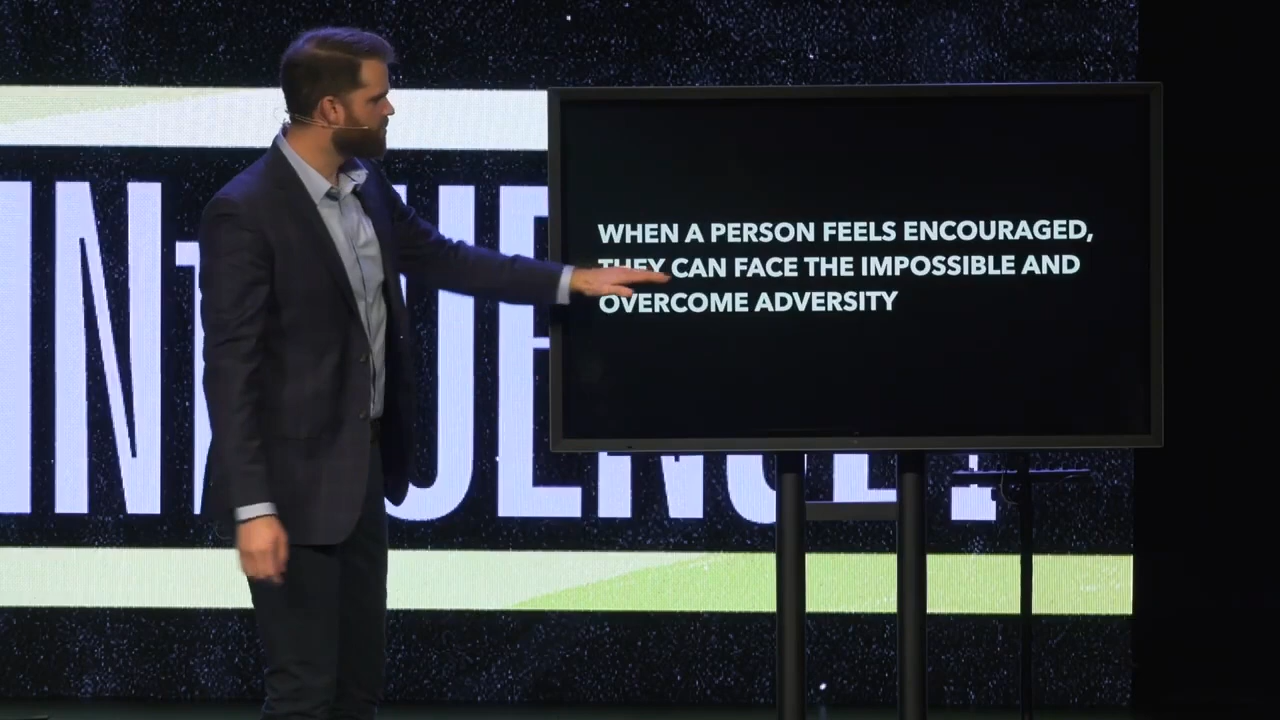 WHEN A PERSON FEELS ENCOURAGED,
THEY CAN FACE THE IMPOSSIBLE AND
OVERCOME ADVERSITY